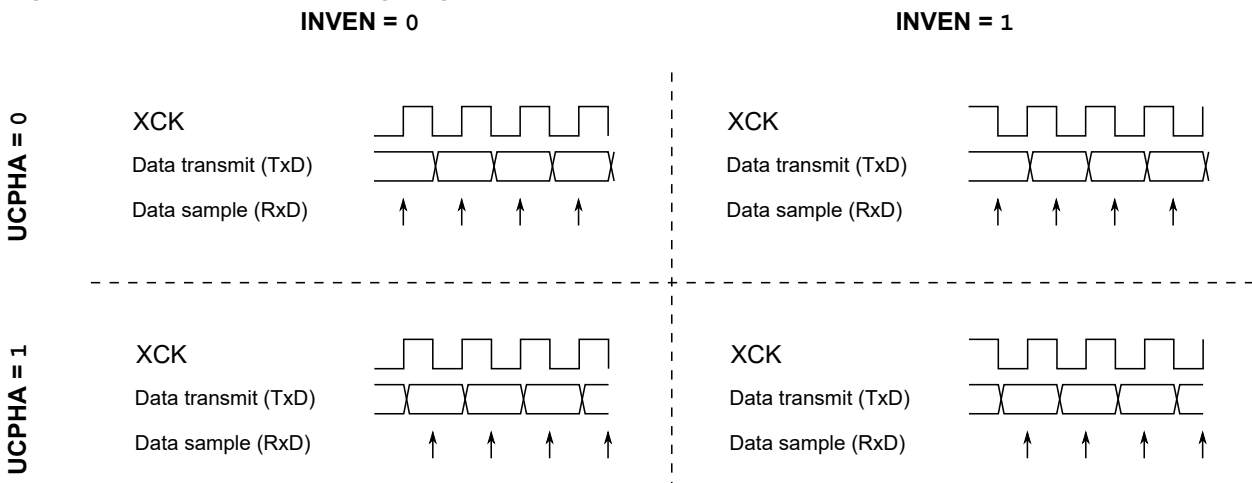 INVEN = 0
INVEN = 1
UCPHA = 0
XCK
Data transmit (TxD)
Data sample (RxD)
XCK
Data transmit (TxD)
Data sample (RxD)
UCPHA = 1
XCK
Data transmit (TxD)
Data sample (RxD)
XCK
Data transmit (TxD)
Data sample (RxD)